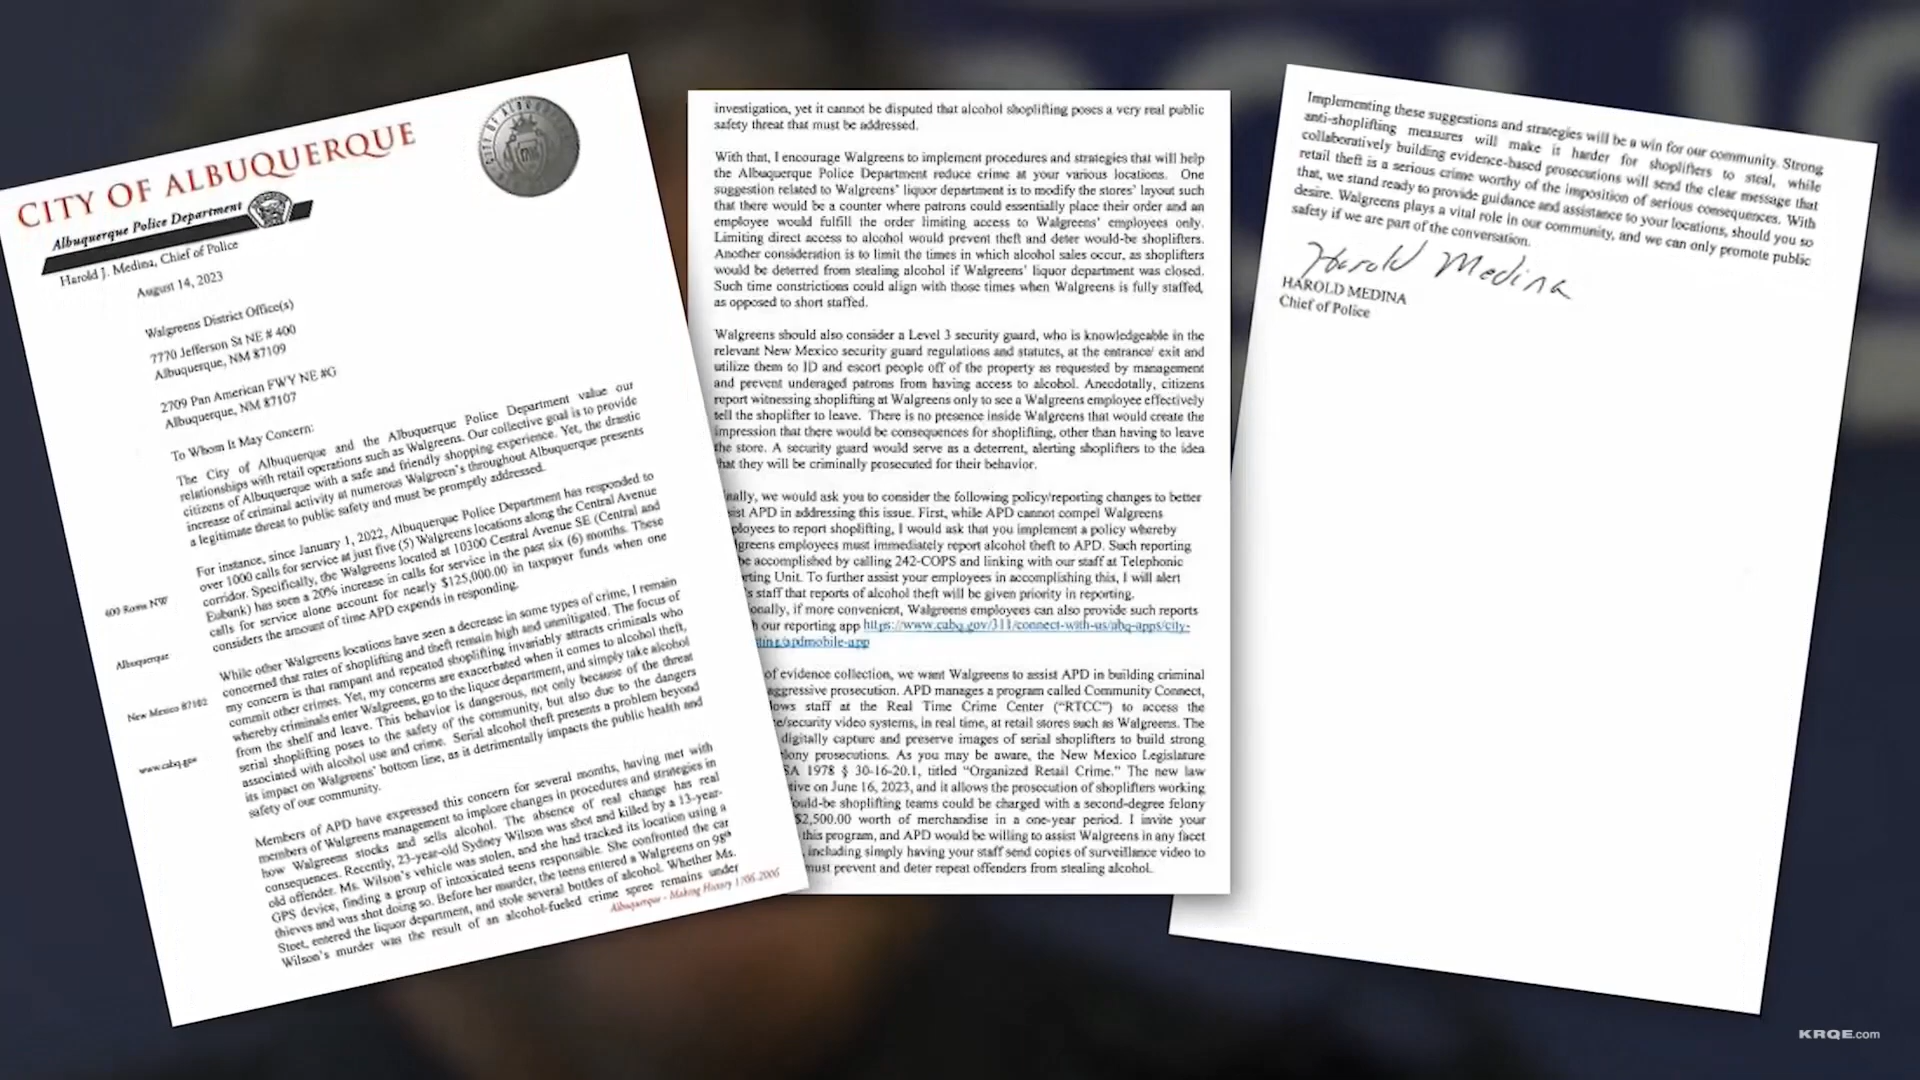 CITY OF ALBUQUERQUE
Albuquerque Police Department
Harold J. Medina, Chief of Police
August 14, 2023
Walgreens District Office(s)
7770 Jefferson St NE # 400
Albuquerque, NM 87109
2709 Pan American FWY NE #G
Albuquerque, NM 87107
To Whom It May Concern:
The City of Albuquerque and the Albuquerque Police Department value our
relationships with retail operations such as Walgreens. Our collective goal is to provide
citizens of Albuquerque with a safe and friendly shopping experience. Yet, the drastic
increase of criminal activity at numerous Walgreen's throughout Albuquerque presents
a legitimate threat to public safety and must be promptly addressed.
For instance, since January 1, 2022, Albuquerque Police Department has responded to
over 1000 calls for service at just five (5) Walgreens locations along the Central Avenue
corridor. Specifically, the Walgreens located at 10300 Central Avenue SE (Central and
Eubank) has seen a 20% increase in calls for service in the past six (6) months. These
calls for service alone account for nearly $125,000.00 in taxpayer funds when one
considers the amount of time APD expends in responding.
600 Roma NW
Albuquerque
New Mexico 87102
www.cabq.gov
While other Walgreens locations have seen a decrease in some types of crime, I remain
concerned that rates of shoplifting and theft remain high and unmitigated. The focus of
my concern is that rampant and repeated shoplifting invariably attracts criminals who
commit other crimes. Yet, my concerns are exacerbated when it comes to alcohol theft,
whereby criminals enter Walgreens, go to the liquor department, and simply take alcohol
from the shelf and leave. This behavior is dangerous, not only because of the threat
serial shoplifting poses to the safety of the community, but also due to the dangers
associated with alcohol use and crime. Serial alcohol theft presents a problem beyond
its impact on Walgreens' bottom line, as it detrimentally impacts the public health and
safety of our community.
Members of APD have expressed this concern for several months, having met with
members of Walgreens management to implore changes in procedures and strategies in
how Walgreens stocks and sells alcohol. The absence of real change has real
consequences. Recently, 23-year-old Sydney Wilson was shot and killed by a 13-year-
old offender. Ms. Wilson's vehicle was stolen, and she had tracked its location using a
GPS device, finding a group of intoxicated teens responsible. She confronted the car
thieves and was shot doing so. Before her murder, the teens entered a Walgreens on 98th
Steet, entered the liquor department, and stole several bottles of alcohol. Whether Ms.
Wilson's murder was the result of an alcohol-fueled crime spree remains under
Albuquerque - Making History 1706-2006
investigation, yet it cannot be disputed that alcohol shoplifting poses a very real public
safety threat that must be addressed.
With that, I encourage Walgreens to implement procedures and strategies that will help
the Albuquerque Police Department reduce crime at your various locations. One
suggestion related to Walgreens' liquor department is to modify the stores' layout such
that there would be a counter where patrons could essentially place their order and an
employee would fulfill the order limiting access to Walgreens' employees only.
Limiting direct access to alcohol would prevent theft and deter would-be shoplifters.
Another consideration is to limit the times in which alcohol sales occur, as shoplifters
would be deterred from stealing alcohol if Walgreens' liquor department was closed.
Such time constrictions could align with those times when Walgreens is fully staffed,
as opposed to short staffed.
Walgreens should also consider a Level 3 security guard, who is knowledgeable in the
relevant New Mexico security guard regulations and statutes, at the entrance/ exit and
utilize them to ID and escort people off of the property as requested by management
and prevent underaged patrons from having access to alcohol. Anecdotally, citizens
report witnessing shoplifting at Walgreens only to see a Walgreens employee effectively
tell the shoplifter to leave. There is no presence inside Walgreens that would create the
impression that there would be consequences for shoplifting, other than having to leave
the store. A security guard would serve as a deterrent, alerting shoplifters to the idea
that they will be criminally prosecuted for their behavior.
nally, we would ask you to consider the following policy/reporting changes to better
ist APD in addressing this issue. First, while APD cannot compel Walgreens
ployees to report shoplifting, I would ask that you implement a policy whereby
greens employees must immediately report alcohol theft to APD. Such reporting
be accomplished by calling 242-COPS and linking with our staff at Telephonic
rting Unit. To further assist your employees in accomplishing this, I will alert
's staff that reports of alcohol theft will be given priority in reporting.
onally, if more convenient, Walgreens employees can also provide such reports
h our reporting app https://www.cabq.gov/311/connect-with-us/abq-apps/city-
ing/apdmobile-app
of evidence collection, we want Walgreens to assist APD in building criminal
aggressive prosecution. APD manages a program called Community Connect,
ows staff at the Real Time Crime Center ("RTCC") to access the
e/security video systems, in real time, at retail stores such as Walgreens. The
digitally capture and preserve images of serial shoplifters to build strong
lony prosecutions. As you may be aware, the New Mexico Legislature
SA 1978 § 30-16-20.1, titled "Organized Retail Crime." The new law
tive on June 16, 2023, and it allows the prosecution of shoplifters working
ould-be shoplifting teams could be charged with a second-degree felony
$2,500.00 worth of merchandise in a one-year period. I invite your
this program, and APD would be willing to assist Walgreens in any facet
, including simply having your staff send copies of surveillance video to
must prevent and deter repeat offenders from stealing alcohol.
Implementing these suggestions and strategies will be a win for our community. Strong
anti-shoplifting measures will make it harder for shoplifters to steal, while
collaboratively building evidence-based prosecutions will send the clear message that
retail theft is a serious crime worthy of the imposition of serious consequences. With
that, we stand ready to provide guidance and assistance to your locations, should you so
desire. Walgreens plays a vital role in our community, and we can only promote public
safety if we are part of the conversation.
Harold Medina
HAROLD MEDINA
Chief of Police
KRQE.com